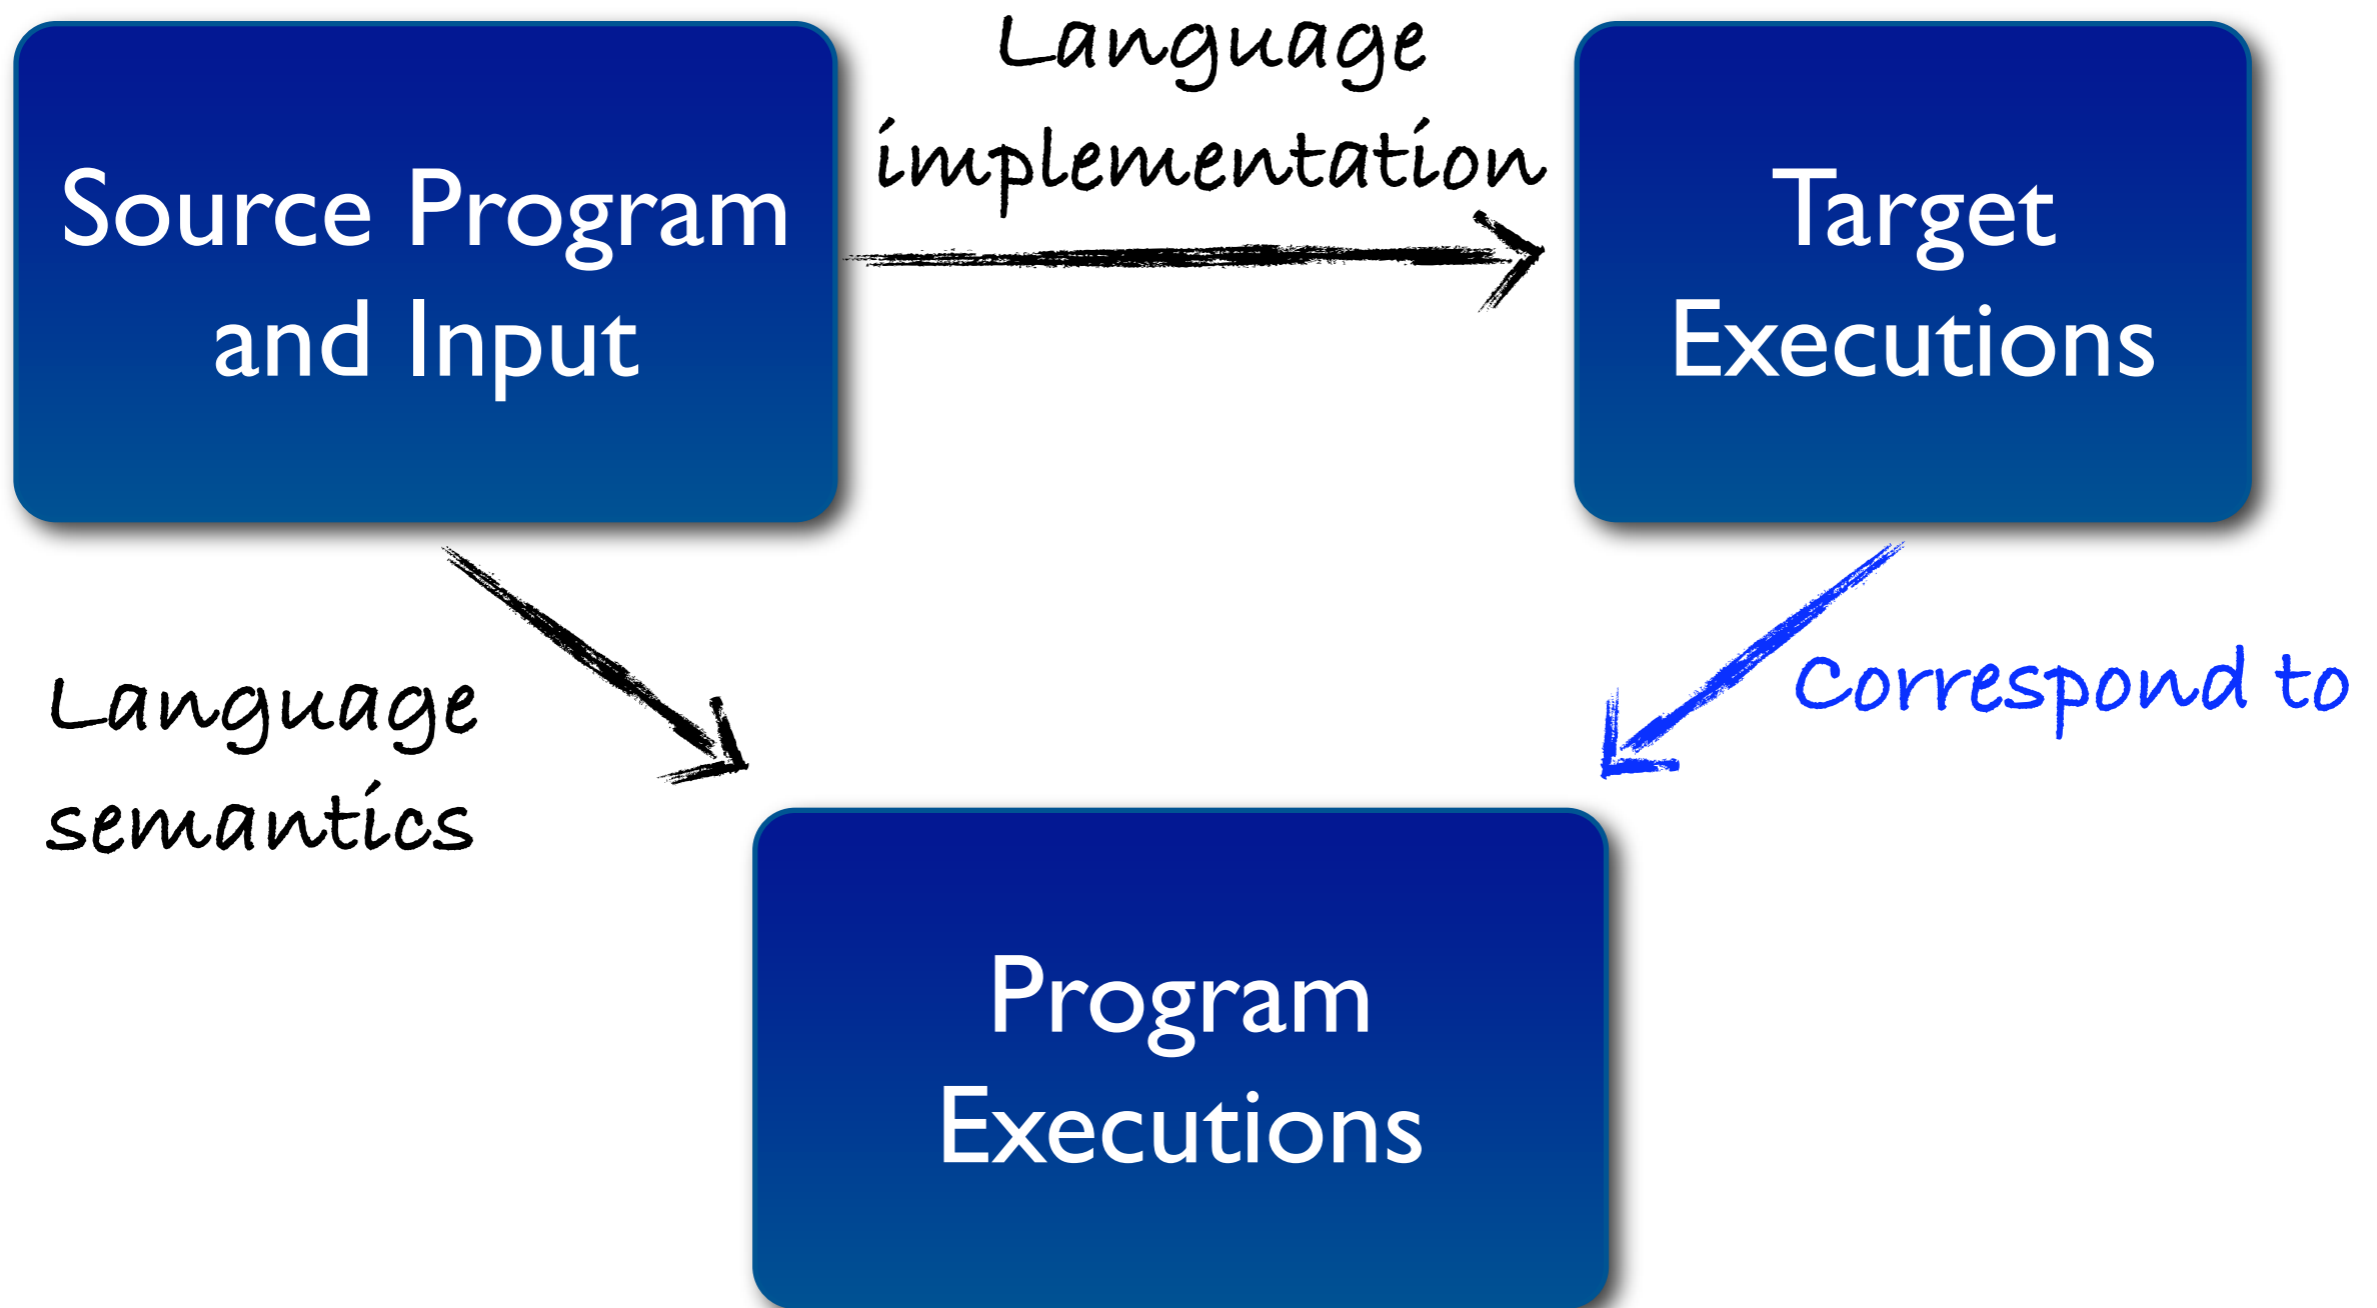 Language
implementation
Source Program
and Input
Target
Executions
Language
semantics
Correspond to
Program
Executions